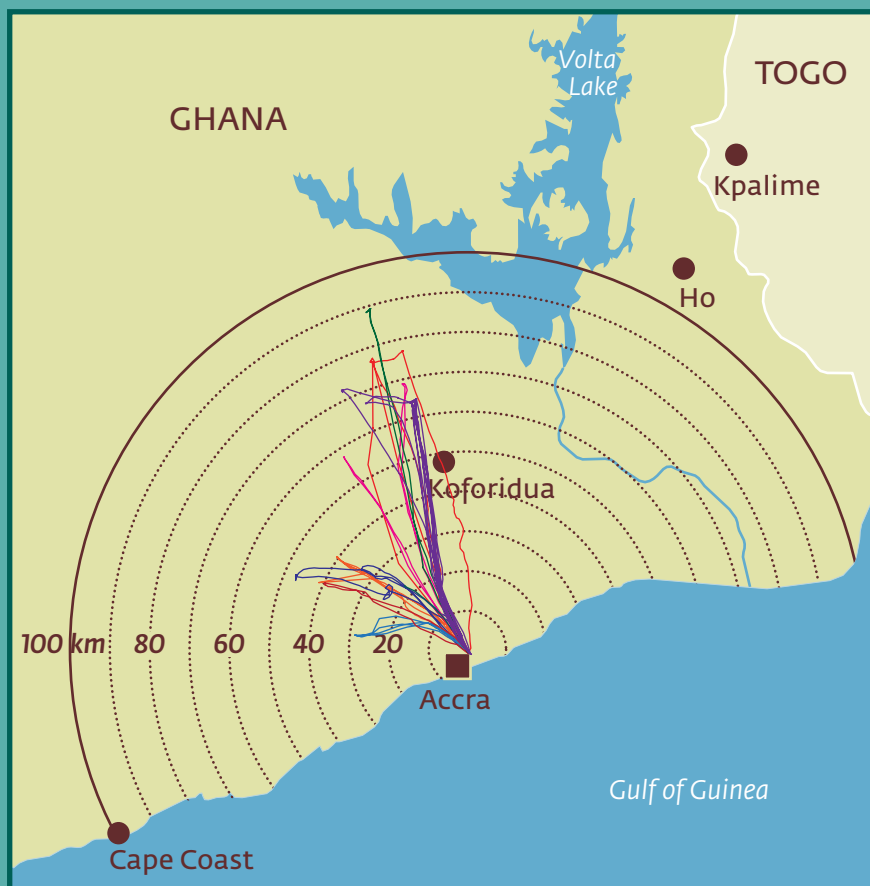 Volta
Lake
TOGO
GHANA
Kpalime
Ho
Koforidua
100 km 80 60 40 20
Accra
Gulf of Guinea
Cape Coast